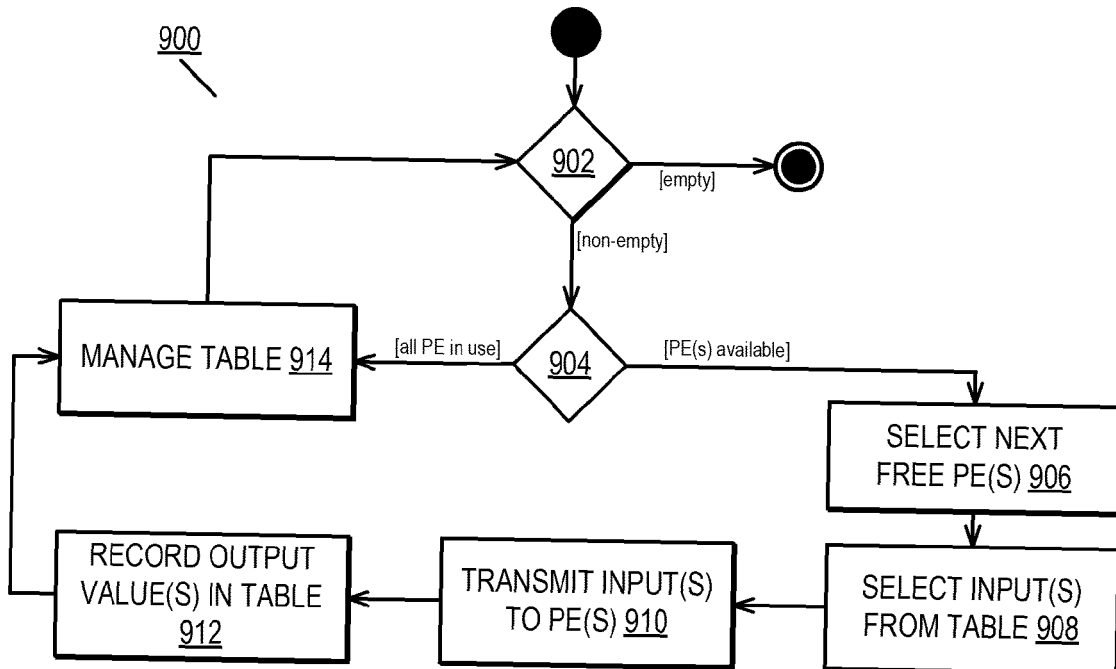 900
902
[empty]
[non-empty]
MANAGE TABLE 914
[all PE in use]
904
[PE(s) available]
SELECT NEXT
FREE PE(S) 906
RECORD OUTPUT
VALUE(S) IN TABLE
912
TRANSMIT INPUT(S)
TO PE(S) 910
SELECT INPUT(S)
FROM TABLE 908